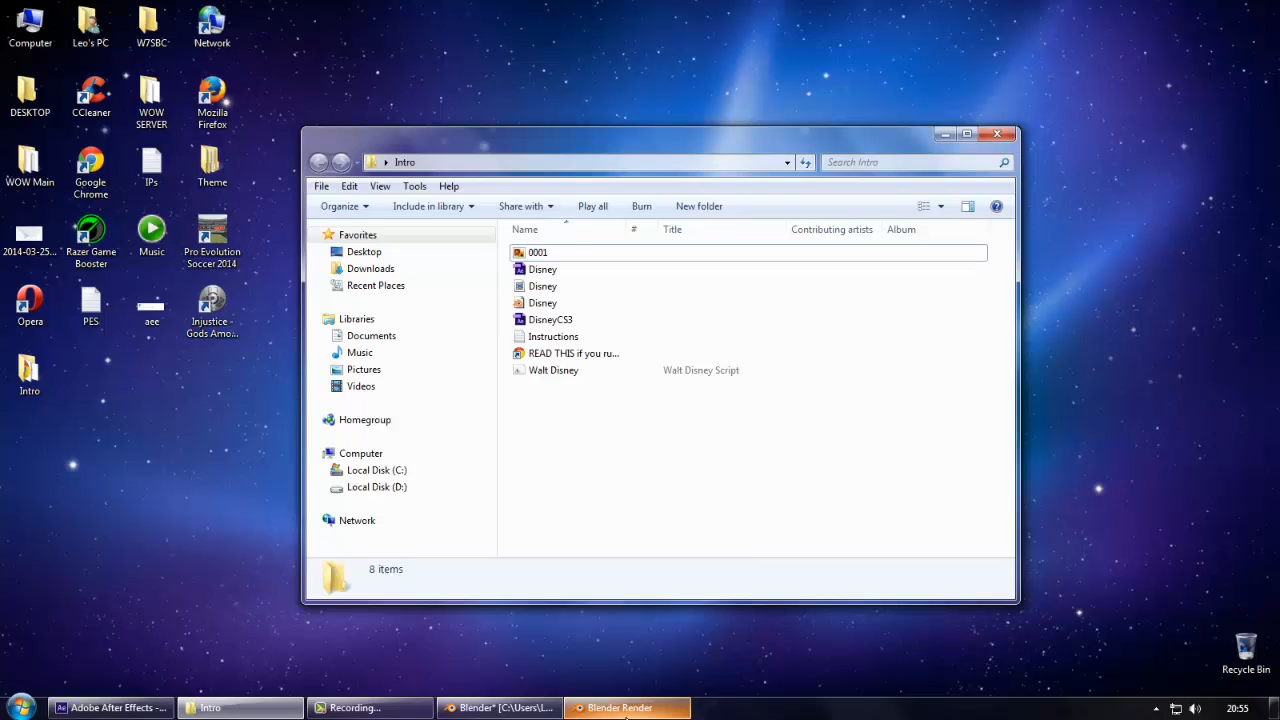 Computer
Leo's PC
W7SBC
Network
DESKTOP
CCleaner
WOW
SERVER
Mozilla
Firefox
WOW Main
Google
Chrome
IPs
Theme
2014-03-25...
Razer Game
Booster
Music
Pro Evolution
Soccer 2014
Opera
PES
aee
Injustice -
Gods Amo...
Intro
Intro
Search Intro
File Edit View Tools Help
Organize Include in library Share with Play all Burn New folder
Favorites
Desktop
Downloads
Recent Places
Libraries
Documents
Music
Pictures
Videos
Homegroup
Computer
Local Disk (C:)
Local Disk (D:)
Network
Name # Title Contributing artists Album
0001
Disney
Disney
Disney
DisneyCS3
Instructions
READ THIS if you ru...
Walt Disney Walt Disney Script
8 items
Recycle Bin
Adobe After Effects - ...
Intro
Recording...
Blender* [C:\Users\L...
Blender Render
20:55